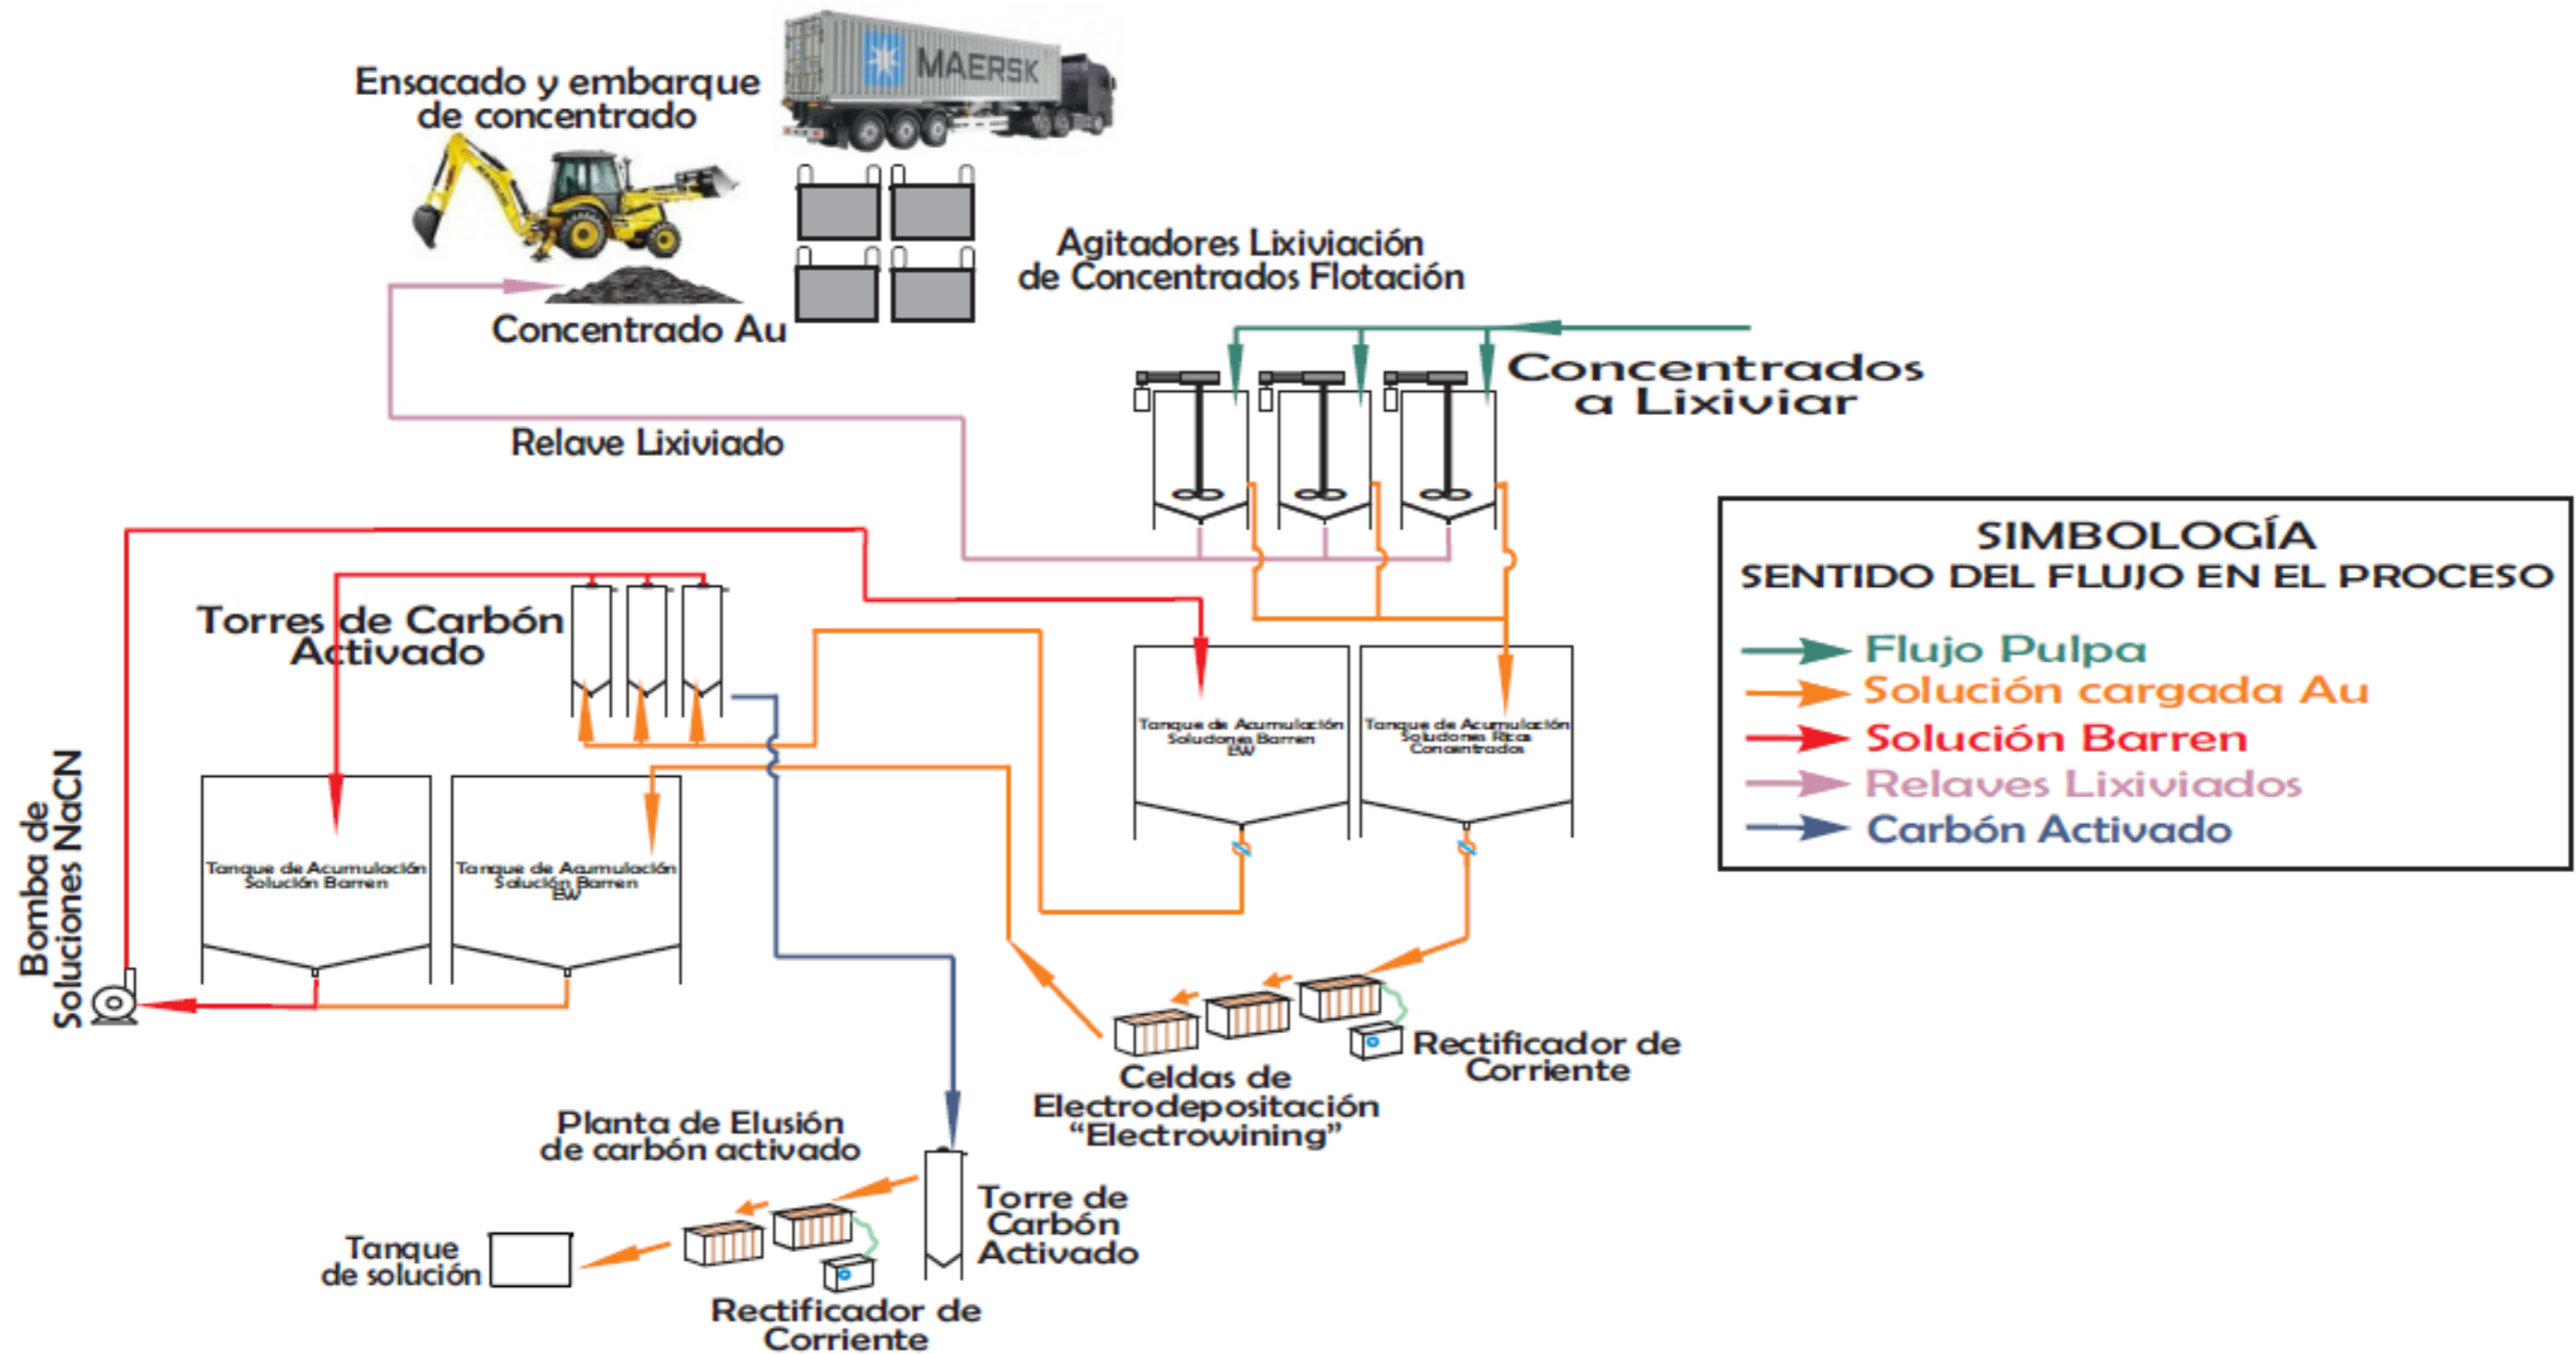 MAERSK
Ensacado y embarque
de concentrado
Concentrado Au
Agitadores Lixiviación
de Concentrados Flotación
Concentrados
a Lixiviar
Relave Lixiviado
SIMBOLOGÍA
SENTIDO DEL FLUJO EN EL PROCESO
Flujo Pulpa
Solución cargada Au
Solución Barren
Relaves Lixiviados
Carbón Activado
Torres de Carbón
Activado
Tanque de Acumulación
Soluciones Barren
EW
Tanque de Acumulación
Soluciones Ricas
Concentrados
Bomba de
Soluciones NaCN
Tanque de Acumulación
Solución Barren
Tanque de Acumulación
Solución Barren
EW
Rectificador de
Corriente
Celdas de
Electrodepositación
“Electrowining”
Planta de Elusión
de carbón activado
Torre de
Carbón
Activado
Tanque
de solución
Rectificador de
Corriente